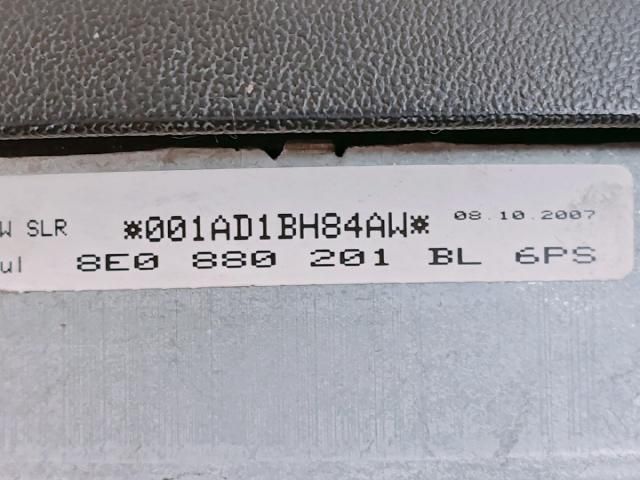 W SLR *001AD1BH84AW* 08.10.2007
ul 8E0 880 201 BL 6PS